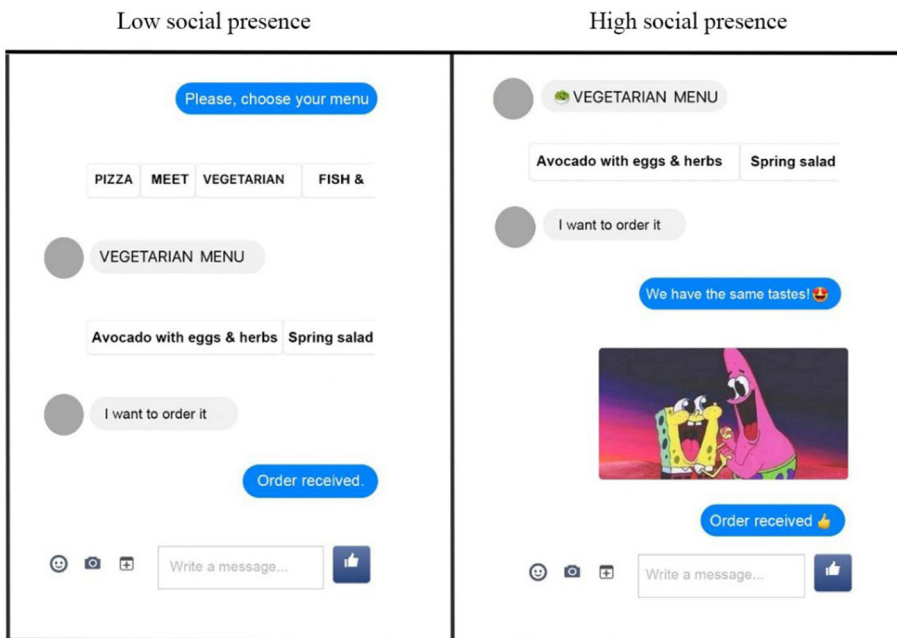 Low social presence
High social presence
Please, choose your menu
PIZZA MEET VEGETARIAN FISH &
VEGETARIAN MENU
Avocado with eggs & herbs Spring salad
I want to order it
Order received.
Write a message...
🥗 VEGETARIAN MENU
Avocado with eggs & herbs Spring salad
I want to order it
We have the same tastes!🤩
Order received 👍
Write a message...